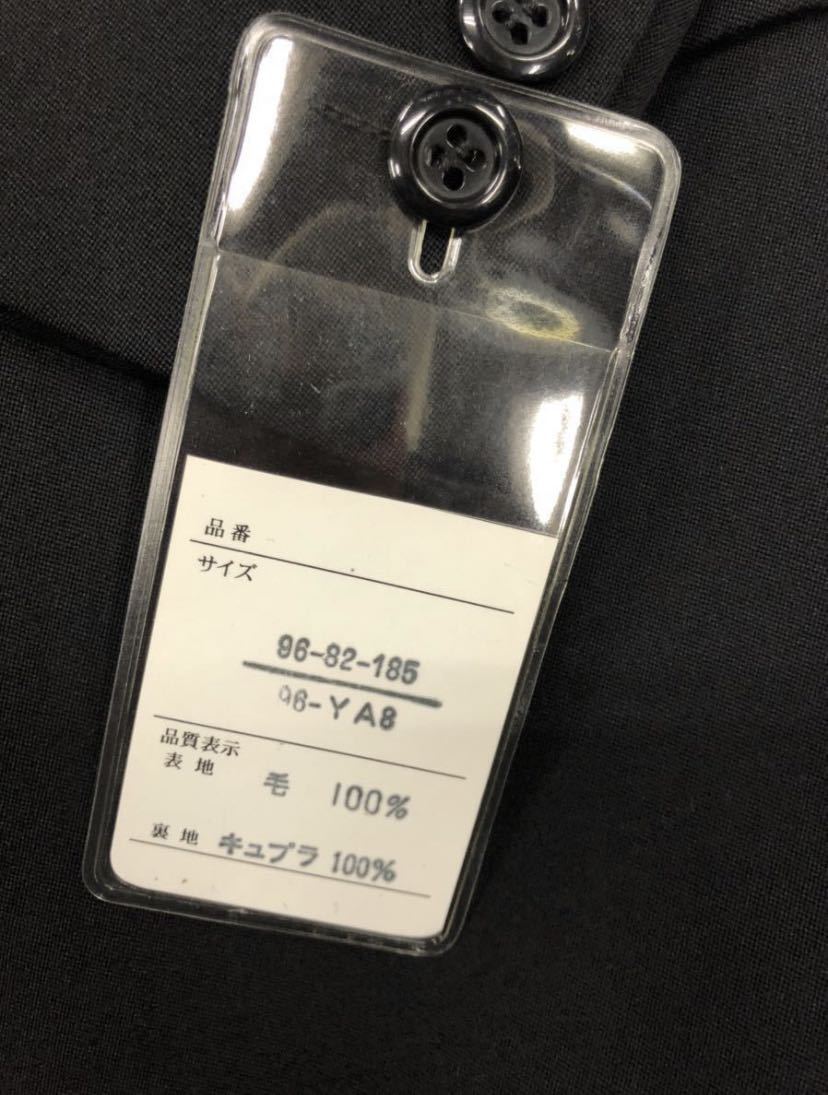 品番
サイズ
96-82-185
96-YA8
品質表示
表地 毛 100%
裏地 キュプラ 100%